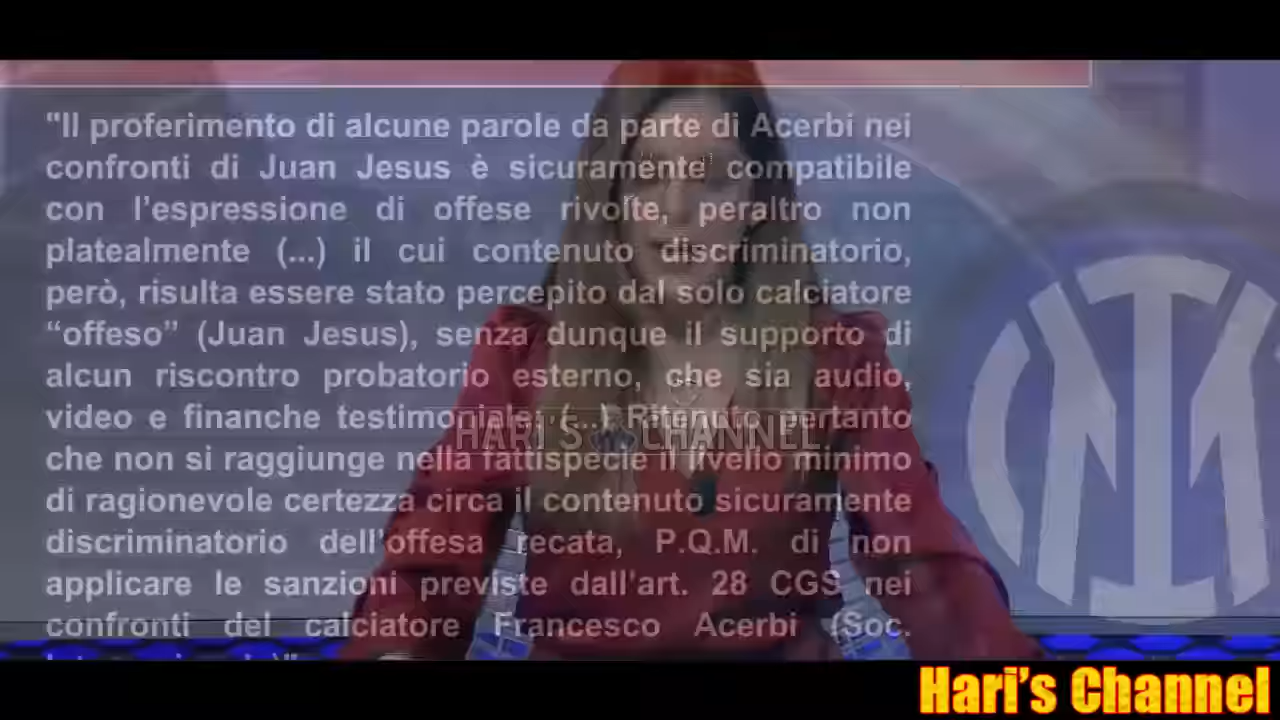 "Il proferimento di alcune parole da parte di Acerbi nei
confronti di Juan Jesus è sicuramente compatibile
con l'espressione di offese rivolte, peraltro non
platealmente (...) il cui contenuto discriminatorio,
però, risulta essere stato percepito dal solo calciatore
“offeso” (Juan Jesus), senza dunque il supporto di
alcun riscontro probatorio esterno, che sia audio,
video e finanche testimoniale; (...) Ritenuto pertanto
HARI'S CHANNEL
che non si raggiunge nella fattispecie il livello minimo
di ragionevole certezza circa il contenuto sicuramente
discriminatorio dell'offesa recata, P.Q.M. di non
applicare le sanzioni previste dall'art. 28 CGS nei
confronti del calciatore Francesco Acerbi (Soc.
Hari's Channel